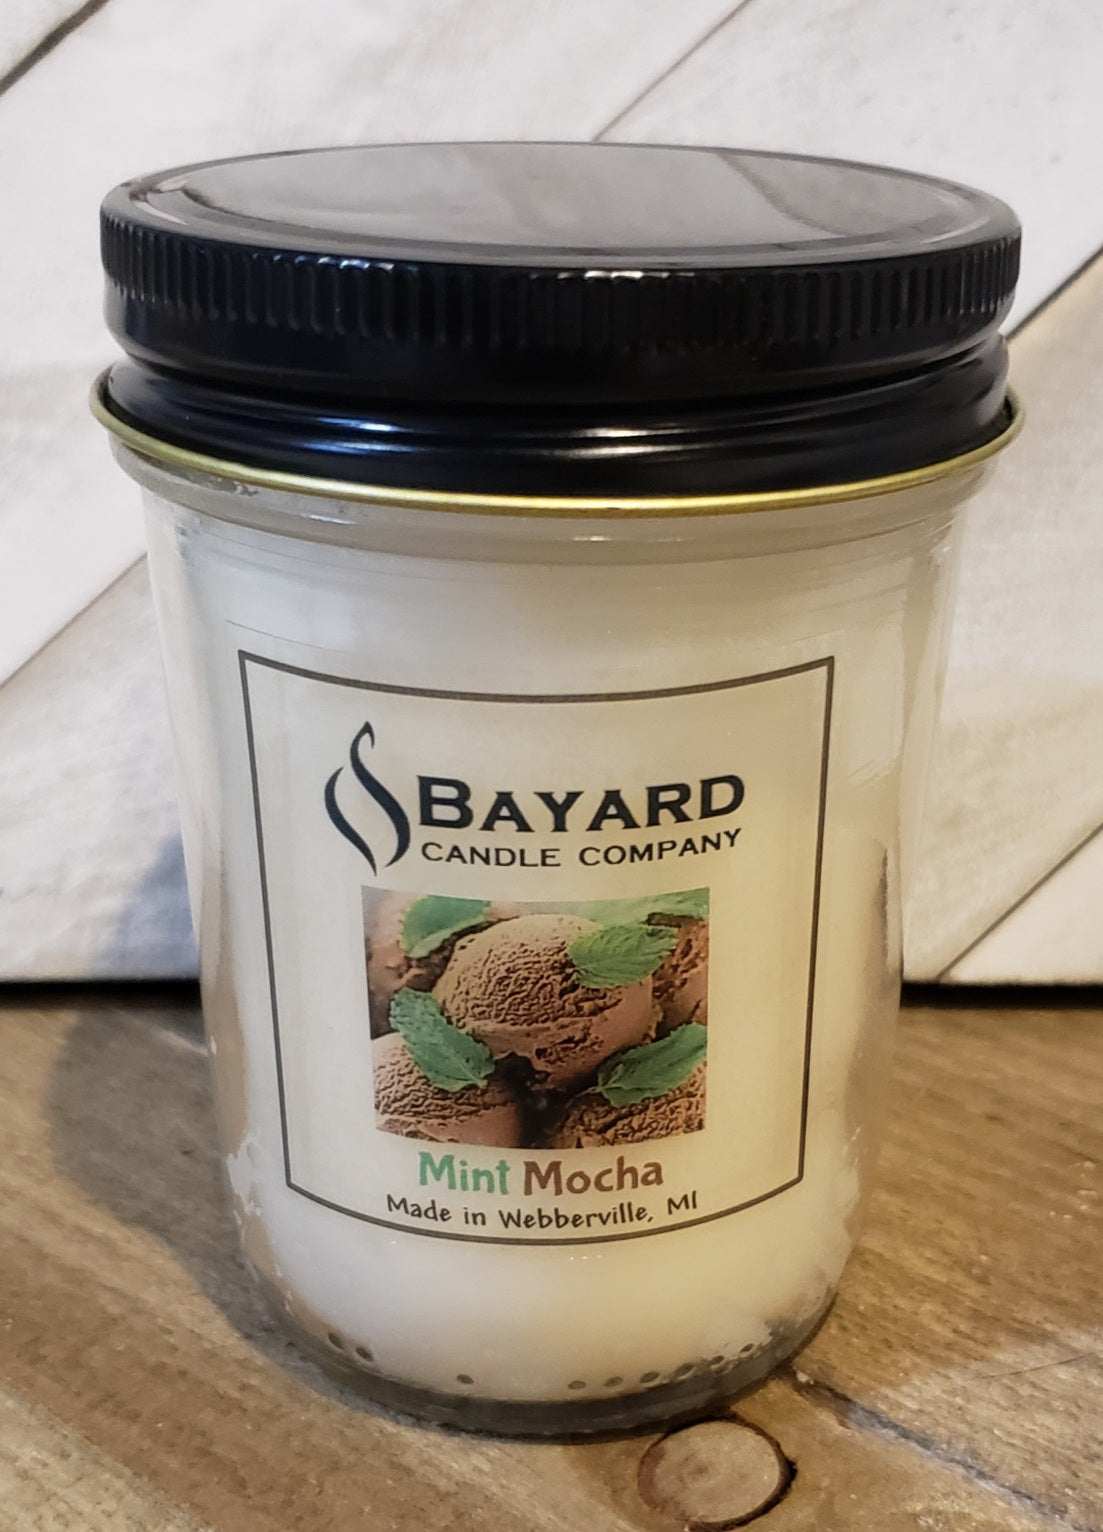 BAYARD
CANDLE COMPANY
Mint Mocha
Made in Webberville, MI